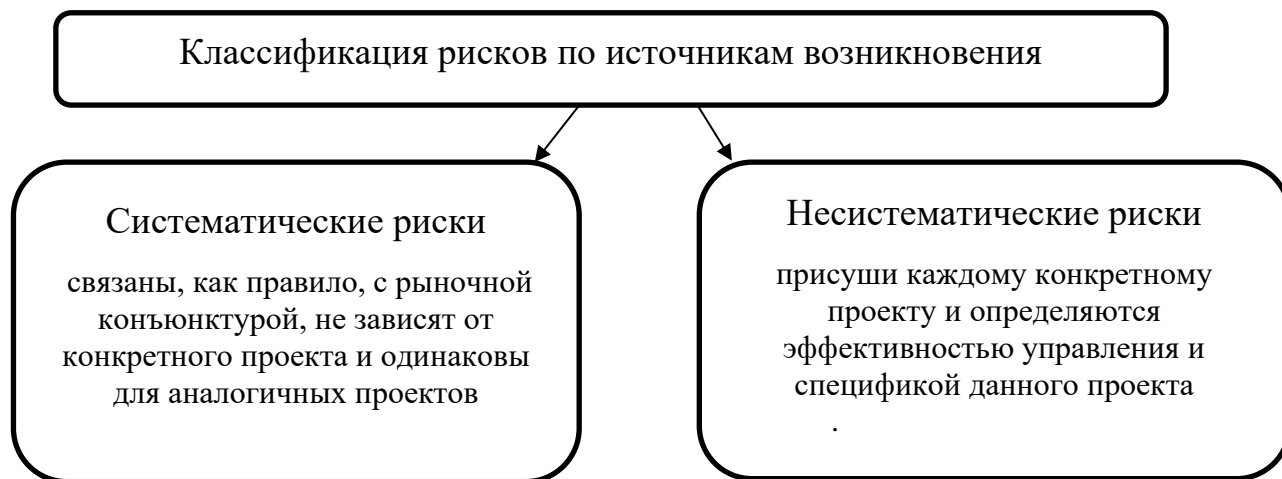 Классификация рисков по источникам возникновения
Систематические риски
связаны, как правило, с рыночной
конъюнктурой, не зависят от
конкретного проекта и одинаковы
для аналогичных проектов
Несистематические риски
присуши каждому конкретному
проекту и определяются
эффективностью управления и
спецификой данного проекта
.